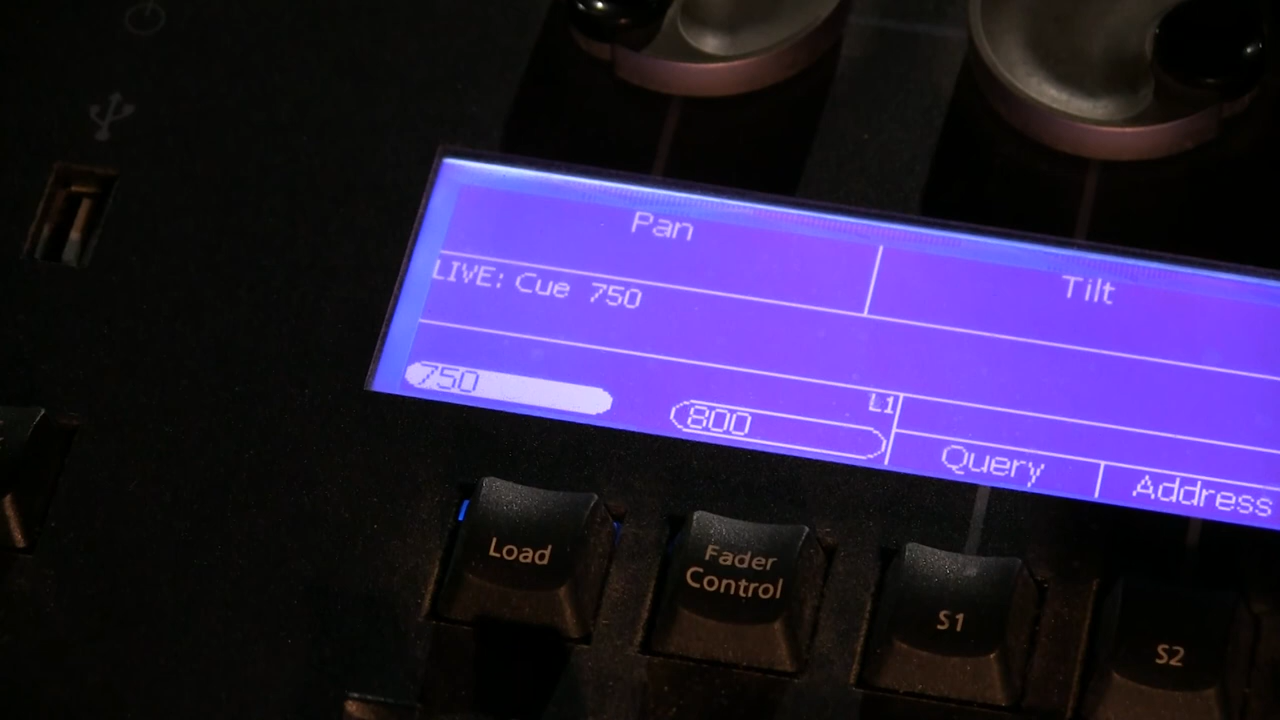 Pan
Tilt
LIVE: Cue 750
750
800
L1
Query
Address
Load
Fader
Control
S1
S2